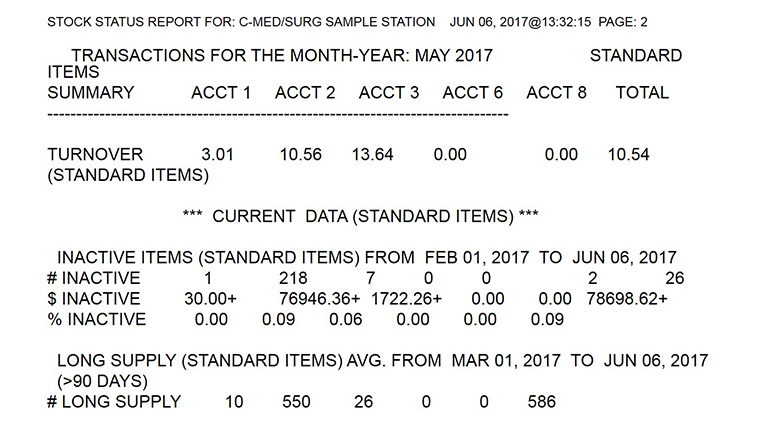 STOCK STATUS REPORT FOR: C-MED/SURG SAMPLE STATION JUN 06, 2017@13:32:15 PAGE: 2
TRANSACTIONS FOR THE MONTH-YEAR: MAY 2017 STANDARD
ITEMS
SUMMARY ACCT 1 ACCT 2 ACCT 3 ACCT 6 ACCT 8 TOTAL
--------------------------------------------------------------------------------
TURNOVER 3.01 10.56 13.64 0.00 0.00 10.54
(STANDARD ITEMS)
*** CURRENT DATA (STANDARD ITEMS) ***
INACTIVE ITEMS (STANDARD ITEMS) FROM FEB 01, 2017 TO JUN 06, 2017
# INACTIVE 1 218 7 0 0 2 26
$ INACTIVE 30.00+ 76946.36+ 1722.26+ 0.00 0.00 78698.62+
% INACTIVE 0.00 0.09 0.06 0.00 0.00 0.09
LONG SUPPLY (STANDARD ITEMS) AVG. FROM MAR 01, 2017 TO JUN 06, 2017
(>90 DAYS)
# LONG SUPPLY 10 550 26 0 0 586